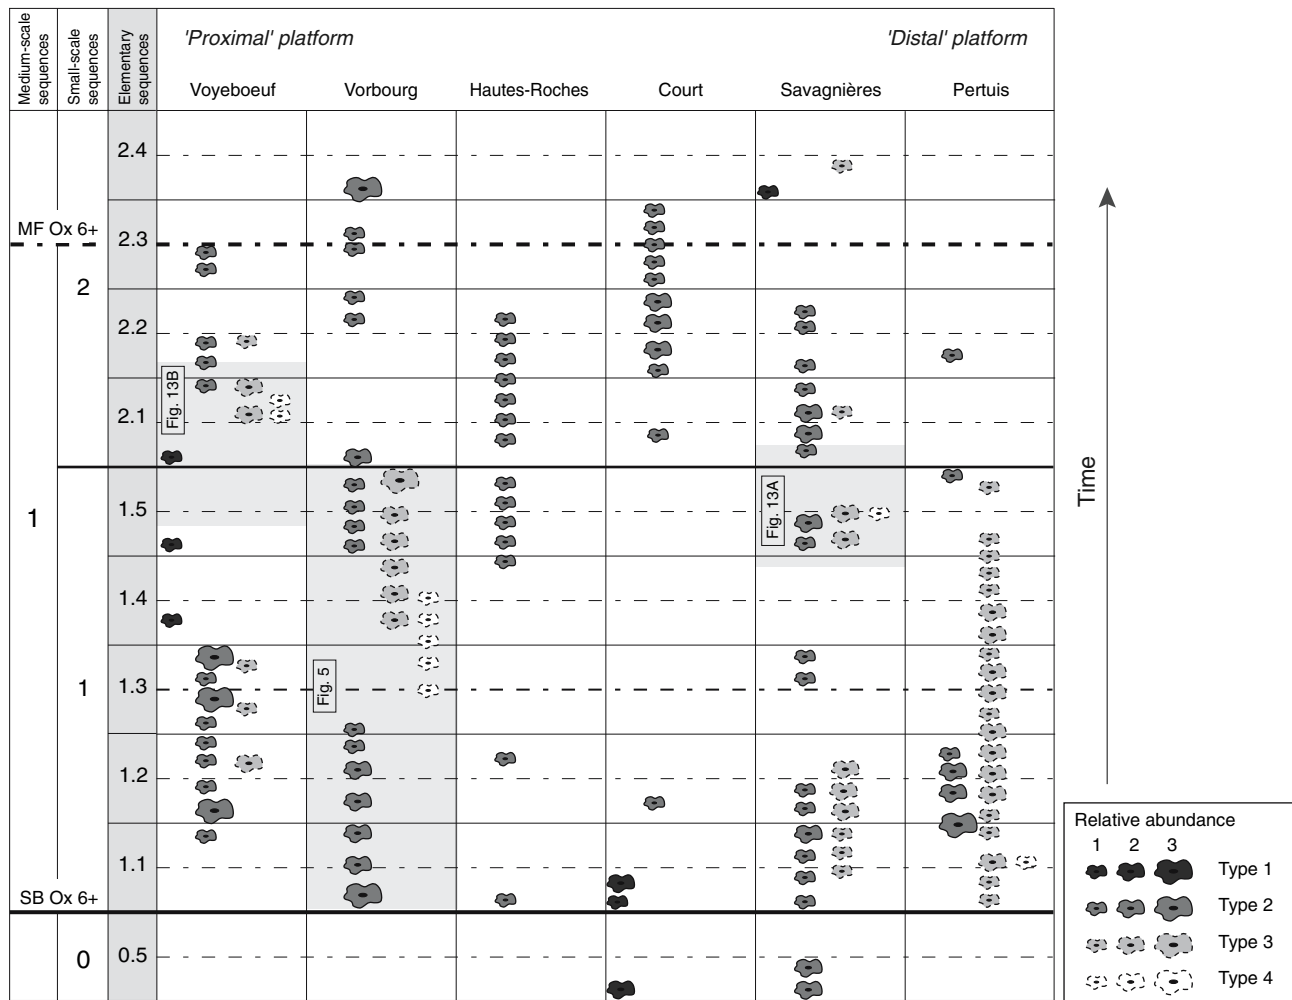 Medium-scale
sequences
Small-scale
sequences
Elementary
sequences
'Proximal' platform
'Distal' platform
Voyeboeuf
Vorbourg
Hautes-Roches
Court
Savagnières
Pertuis
2.4
MF Ox 6+
2.3
2
2.2
Fig. 13B
2.1
1
1.5
Fig. 13A
1.4
1
1.3
Fig. 5
1.2
1.1
SB Ox 6+
0
0.5
Time
Relative abundance
1 2 3
Type 1
Type 2
Type 3
Type 4